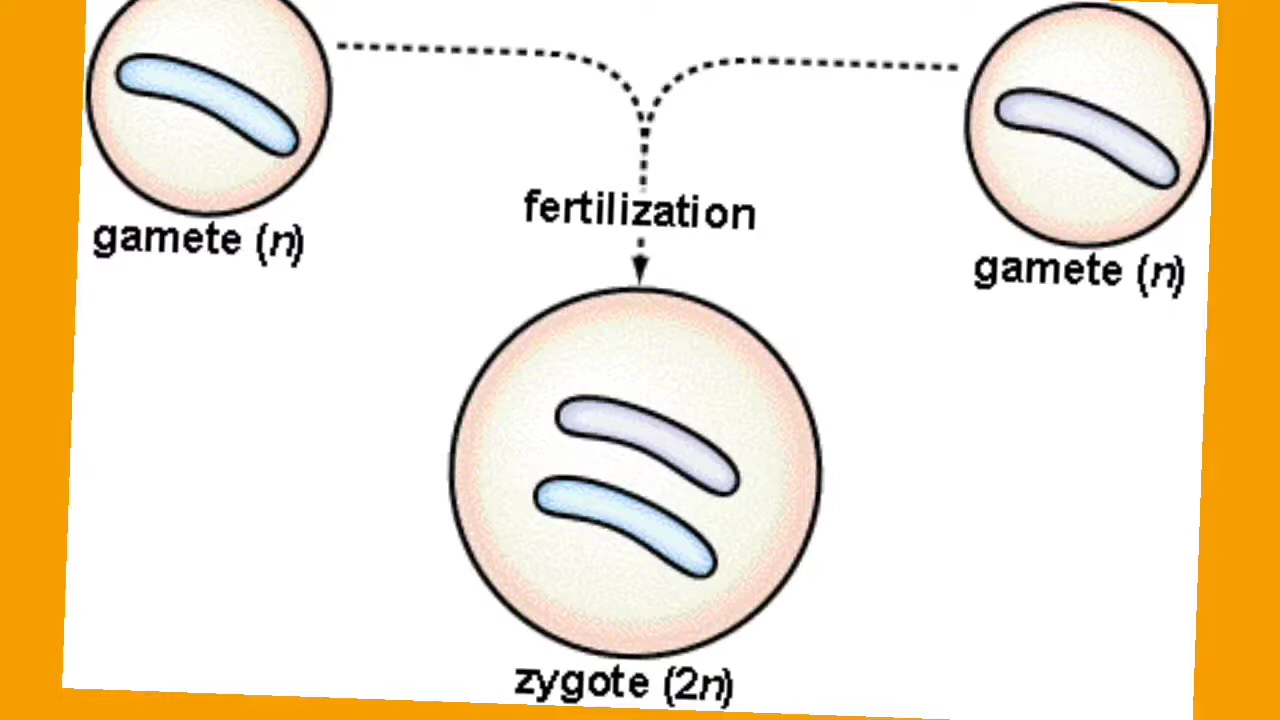 fertilization
gamete (n)
gamete (n)
zygote (2n)